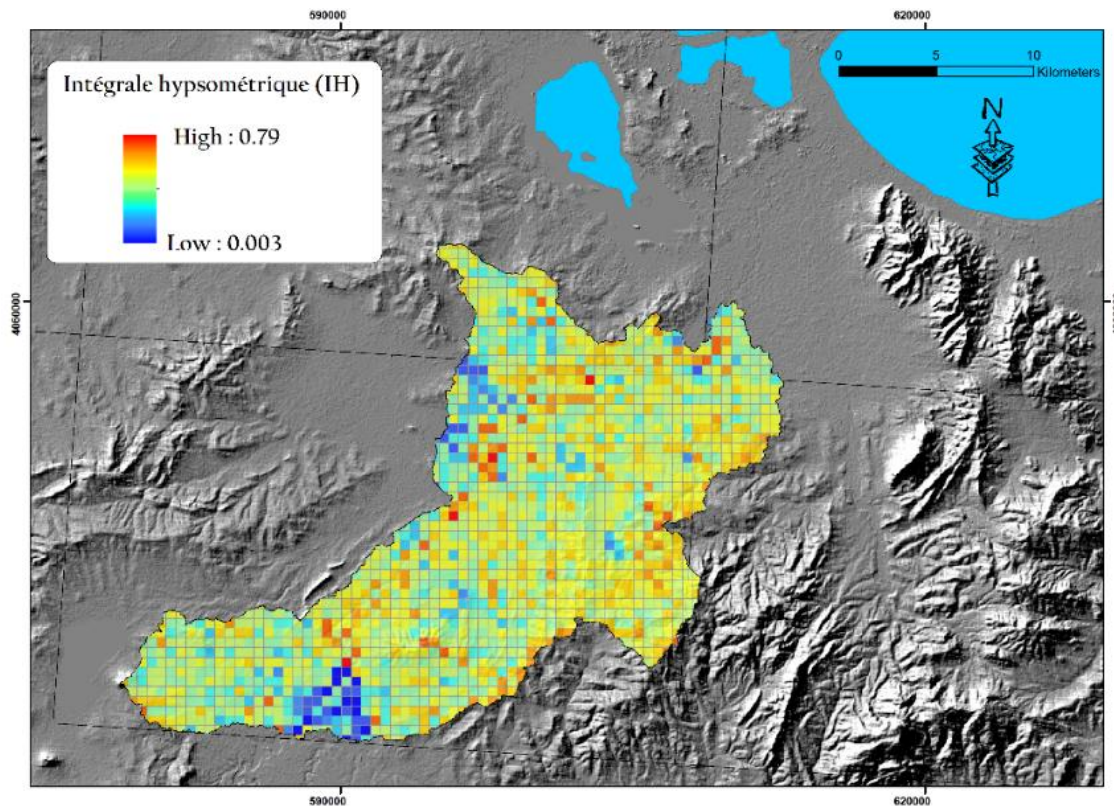 590000
620000
0 5 10
Kilometers
Intégrale hypsométrique (IH)
High : 0.79
Low : 0.003
N
4060000
590000
620000